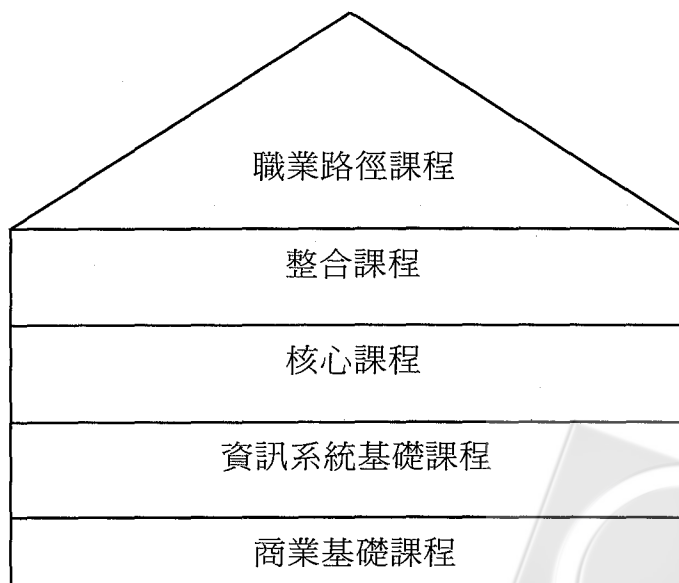 職業路徑課程
整合課程
核心課程
資訊系統基礎課程
商業基礎課程